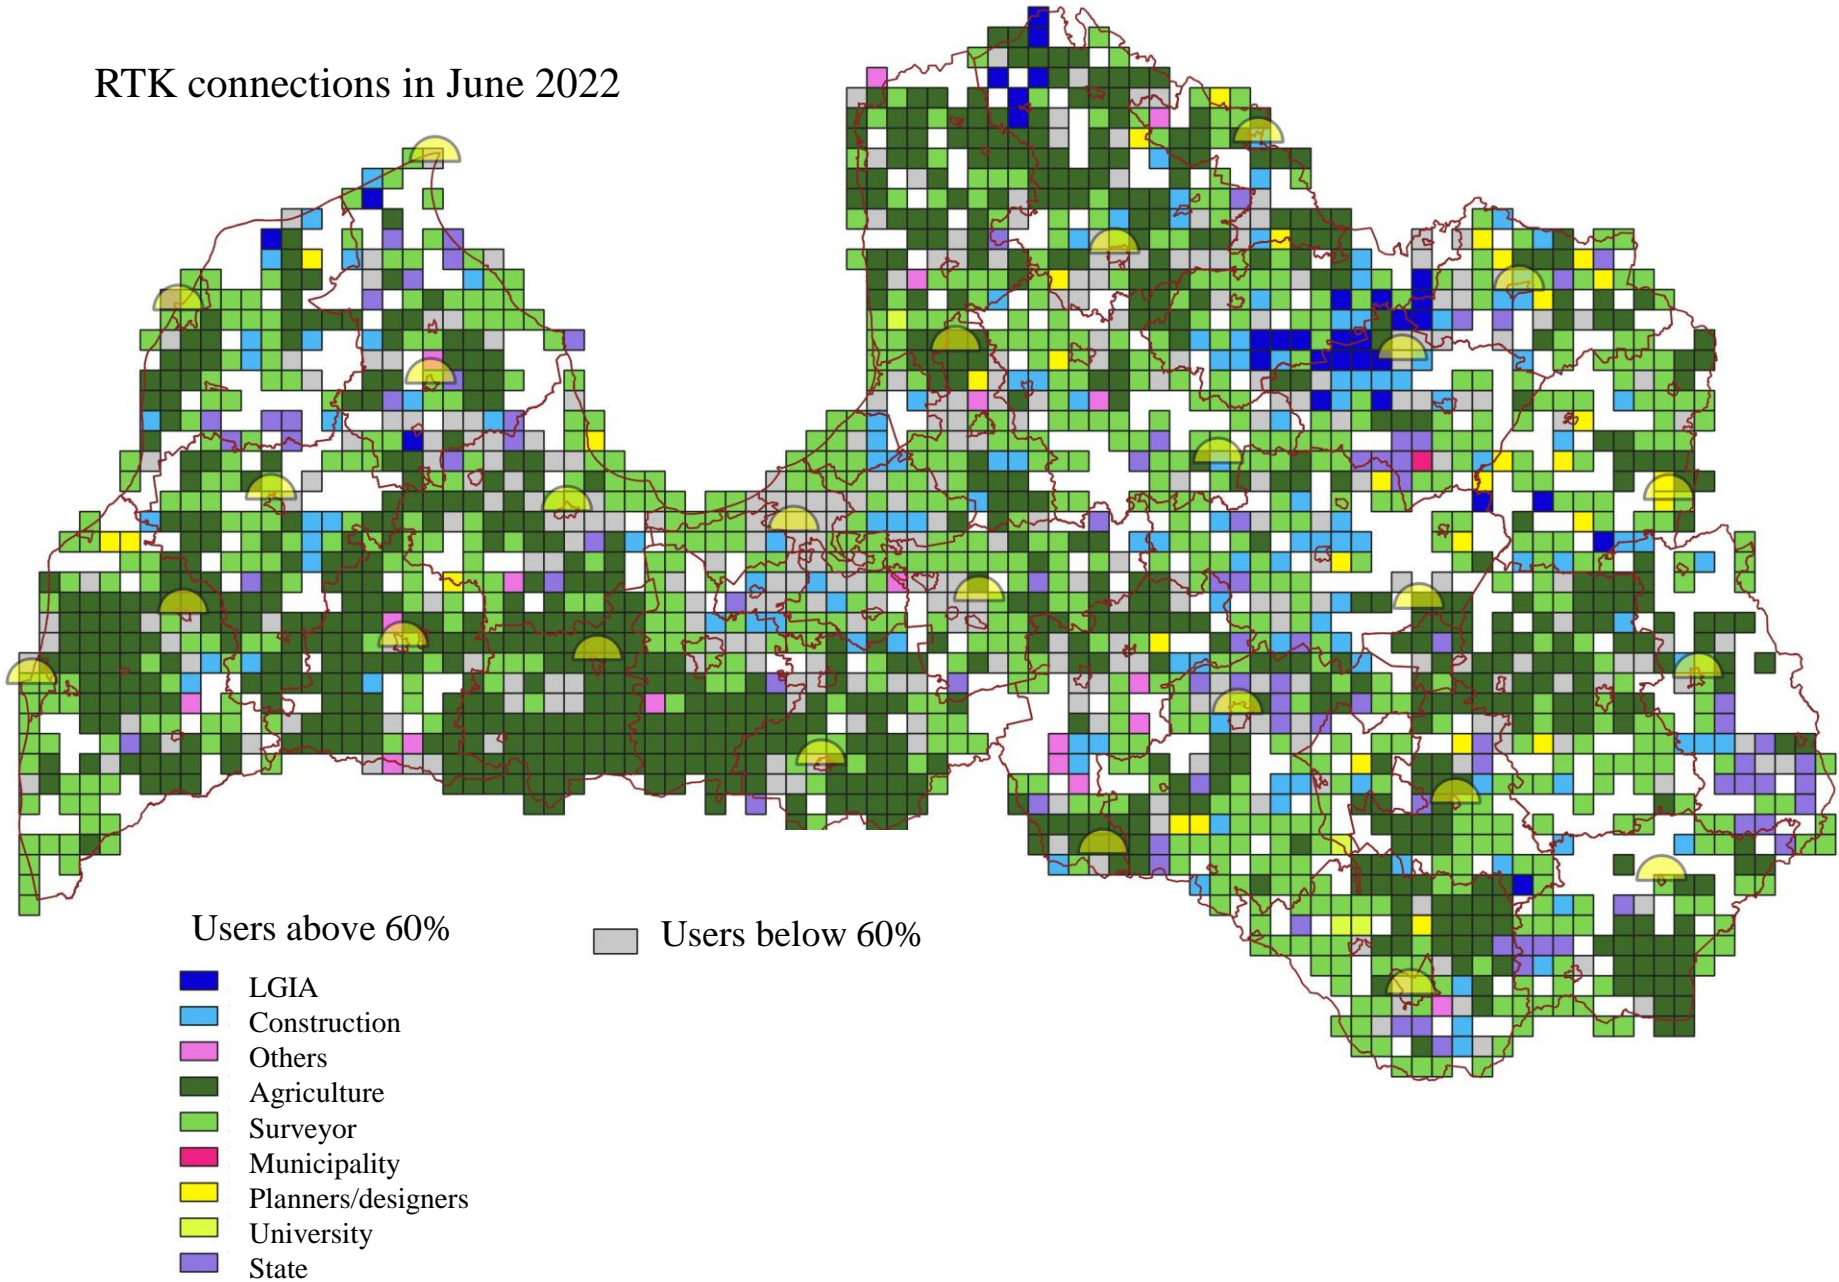 RTK connections in June 2022
Users above 60%
Users below 60%
LGIA
Construction
Others
Agriculture
Surveyor
Municipality
Planners/designers
University
State